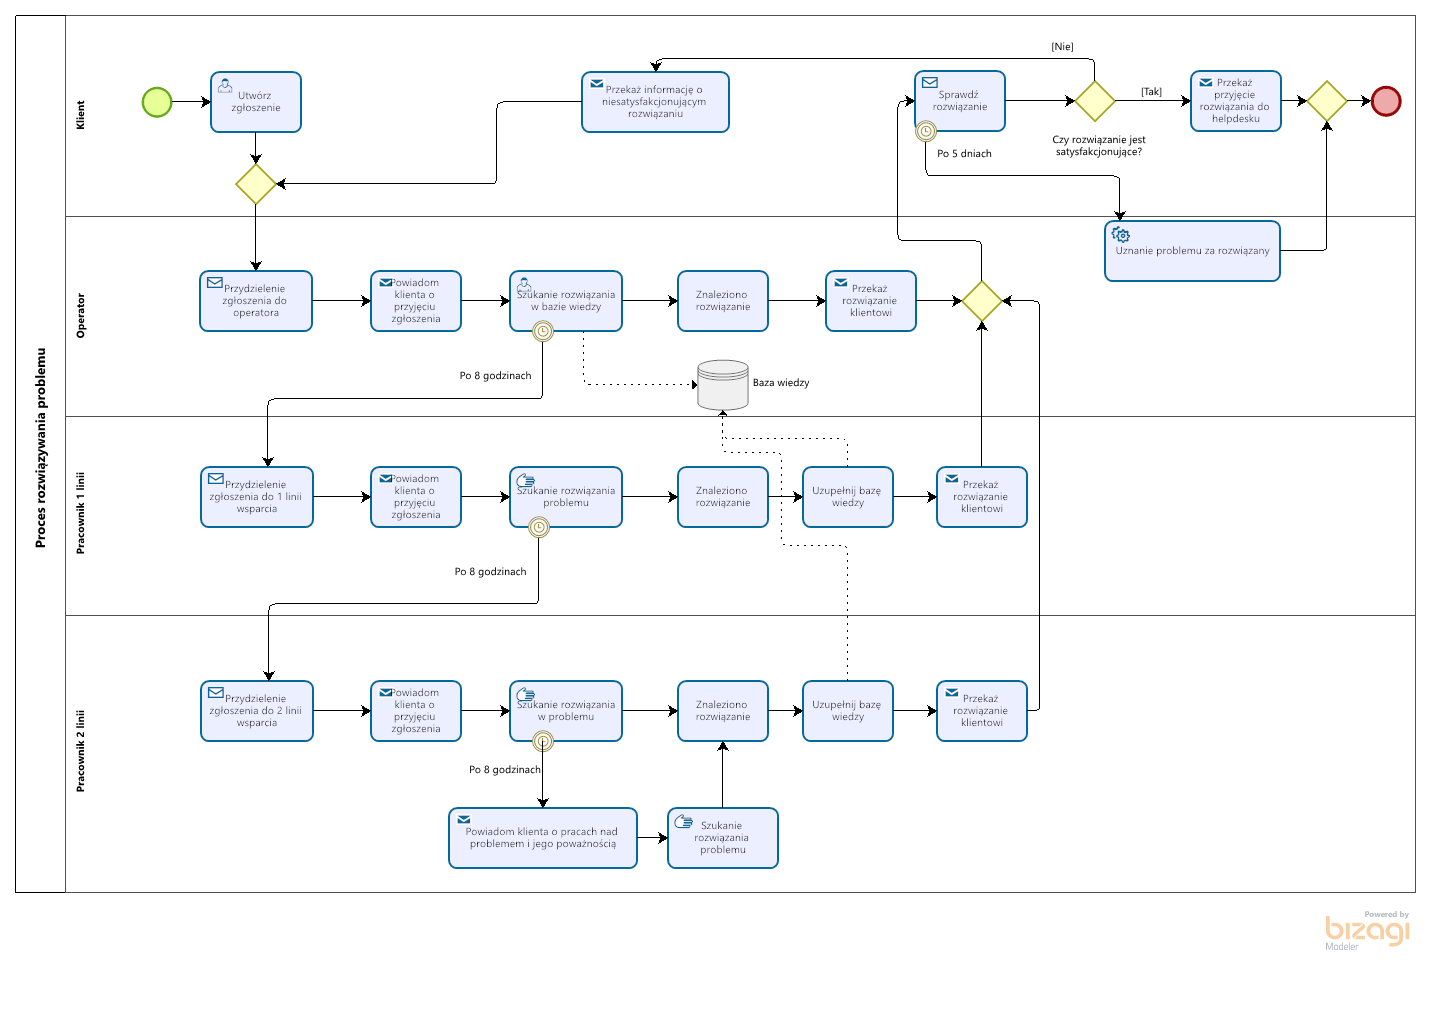 Proces rozwiązywania problemu
Klient
Utwórz
zgłoszenie
Przekaż informację o
niesatysfakcjonującym
rozwiązaniu
[Nie]
Sprawdź
rozwiązanie
Po 5 dniach
[Tak]
Czy rozwiązanie jest
satysfakcjonujące?
Przekaż
przyjęcie
rozwiązania do
helpdesku
Operator
Uznanie problemu za rozwiązany
Przydzielenie
zgłoszenia do
operatora
Powiadom
klienta o
przyjęciu
zgłoszenia
Szukanie rozwiązania
w bazie wiedzy
Znaleziono
rozwiązanie
Przekaż
rozwiązanie
klientowi
Po 8 godzinach
Baza wiedzy
Pracownik 1 linii
Przydzielenie
zgłoszenia do 1 linii
wsparcia
Powiadom
klienta o
przyjęciu
zgłoszenia
Szukanie rozwiązania
problemu
Znaleziono
rozwiązanie
Uzupełnij bazę
wiedzy
Przekaż
rozwiązanie
klientowi
Po 8 godzinach
Pracownik 2 linii
Przydzielenie
zgłoszenia do 2 linii
wsparcia
Powiadom
klienta o
przyjęciu
zgłoszenia
Szukanie rozwiązania
w problemu
Znaleziono
rozwiązanie
Uzupełnij bazę
wiedzy
Przekaż
rozwiązanie
klientowi
Po 8 godzinach
Powiadom klienta o pracach nad
problemem i jego poważnością
Szukanie
rozwiązania
problemu
Powered by
bizagi
Modeler